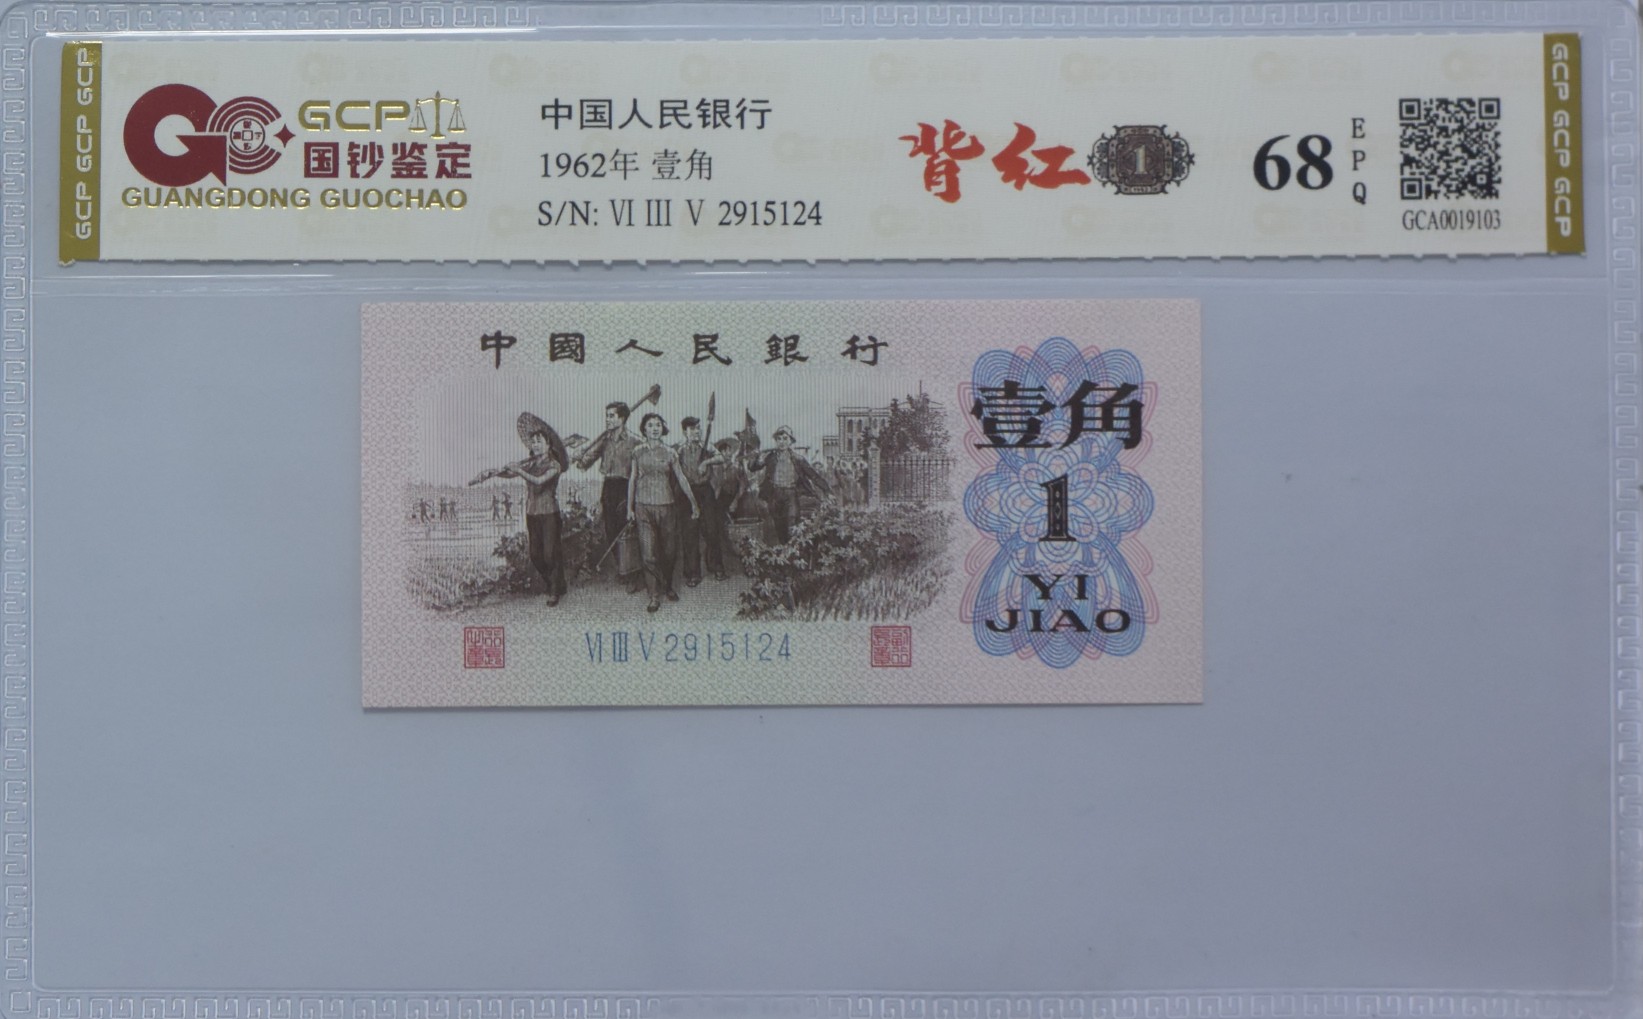 GCP GCP GCP
GCP
国钞鉴定
GUANGDONG GUOCHAO
中国人民银行
1962年 壹角
S/N: Ⅵ Ⅲ Ⅴ 2915124
背红
1
68
EPQ
GCA0019103
GCP GCP GCP
中國人民銀行
壹角
1
YI
JIAO
Ⅵ Ⅲ Ⅴ 2915124